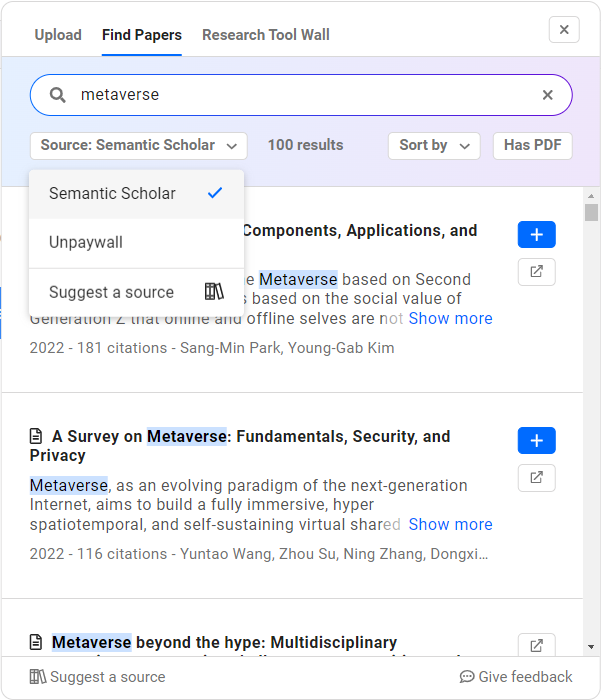 Upload Find Papers Research Tool Wall
metaverse
Source: Semantic Scholar 100 results Sort by Has PDF
Semantic Scholar
Unpaywall
Suggest a source
Components, Applications, and
e Metaverse based on Second
s based on the social value of
Generation Z that online and offline selves are not Show more
2022 - 181 citations - Sang-Min Park, Young-Gab Kim
A Survey on Metaverse: Fundamentals, Security, and
Privacy
Metaverse, as an evolving paradigm of the next-generation
Internet, aims to build a fully immersive, hyper
spatiotemporal, and self-sustaining virtual shared Show more
2022 - 116 citations - Yuntao Wang, Zhou Su, Ning Zhang, Dongxi...
Metaverse beyond the hype: Multidisciplinary
Suggest a source Give feedback